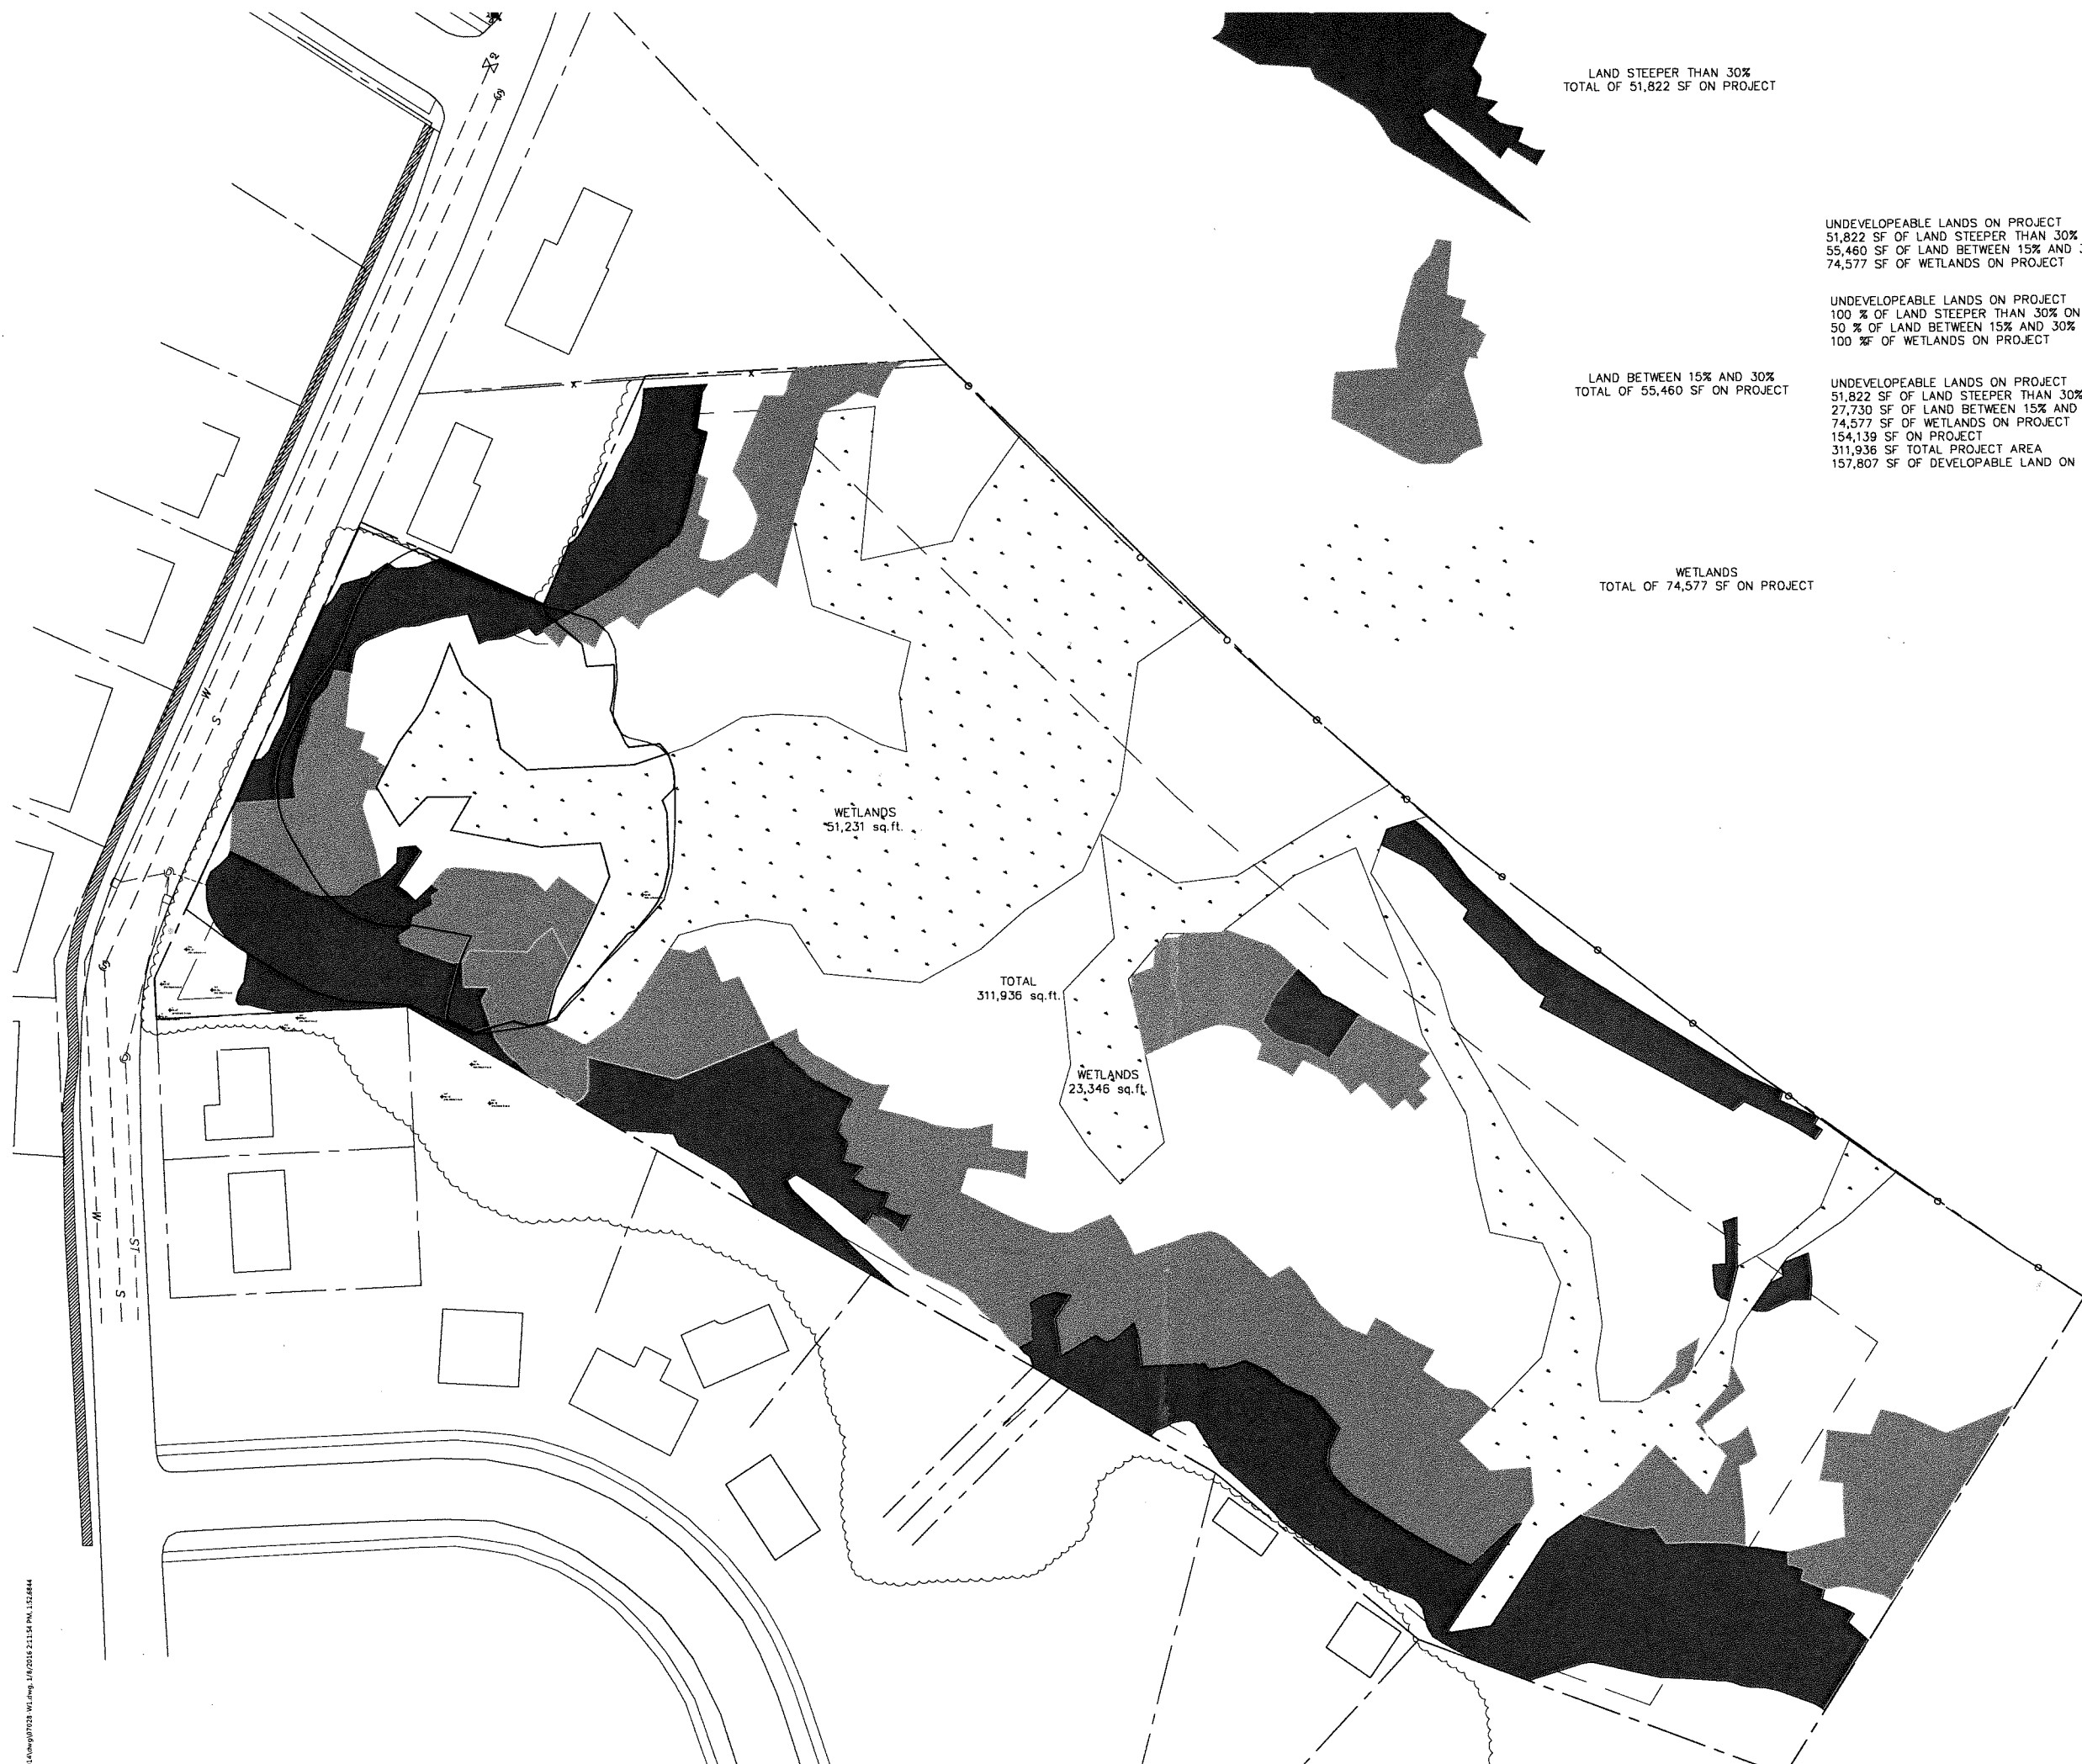 LAND STEEPER THAN 30%
TOTAL OF 51,822 SF ON PROJECT
UNDEVELOPEABLE LANDS ON PROJECT
51,822 SF OF LAND STEEPER THAN 30%
55,460 SF OF LAND BETWEEN 15% AND
74,577 SF OF WETLANDS ON PROJECT
UNDEVELOPEABLE LANDS ON PROJECT
100 % OF LAND STEEPER THAN 30% ON
50 % OF LAND BETWEEN 15% AND 30%
100 %F OF WETLANDS ON PROJECT
LAND BETWEEN 15% AND 30%
TOTAL OF 55,460 SF ON PROJECT
UNDEVELOPEABLE LANDS ON PROJECT
51,822 SF OF LAND STEEPER THAN 30%
27,730 SF OF LAND BETWEEN 15% AND
74,577 SF OF WETLANDS ON PROJECT
154,139 SF ON PROJECT
311,936 SF TOTAL PROJECT AREA
157,807 SF OF DEVELOPABLE LAND ON
WETLANDS
TOTAL OF 74,577 SF ON PROJECT
X
X
W
S
WETLANDS
51,231 sq.ft.
TOTAL
311,936 sq.ft.
WETLANDS
23,346 sq.ft.
W
ST
S